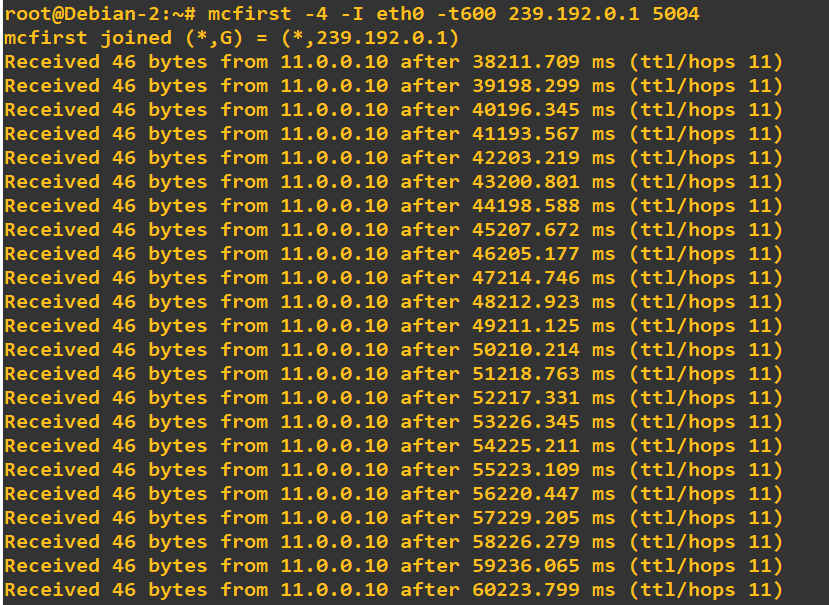 root@Debian-2:~# mcfirst -4 -I eth0 -t600 239.192.0.1 5004
mcfirst joined (*,G) = (*,239.192.0.1)
Received 46 bytes from 11.0.0.10 after 38211.709 ms (ttl/hops 11)
Received 46 bytes from 11.0.0.10 after 39198.299 ms (ttl/hops 11)
Received 46 bytes from 11.0.0.10 after 40196.345 ms (ttl/hops 11)
Received 46 bytes from 11.0.0.10 after 41193.567 ms (ttl/hops 11)
Received 46 bytes from 11.0.0.10 after 42203.219 ms (ttl/hops 11)
Received 46 bytes from 11.0.0.10 after 43200.801 ms (ttl/hops 11)
Received 46 bytes from 11.0.0.10 after 44198.588 ms (ttl/hops 11)
Received 46 bytes from 11.0.0.10 after 45207.672 ms (ttl/hops 11)
Received 46 bytes from 11.0.0.10 after 46205.177 ms (ttl/hops 11)
Received 46 bytes from 11.0.0.10 after 47214.746 ms (ttl/hops 11)
Received 46 bytes from 11.0.0.10 after 48212.923 ms (ttl/hops 11)
Received 46 bytes from 11.0.0.10 after 49211.125 ms (ttl/hops 11)
Received 46 bytes from 11.0.0.10 after 50210.214 ms (ttl/hops 11)
Received 46 bytes from 11.0.0.10 after 51218.763 ms (ttl/hops 11)
Received 46 bytes from 11.0.0.10 after 52217.331 ms (ttl/hops 11)
Received 46 bytes from 11.0.0.10 after 53226.345 ms (ttl/hops 11)
Received 46 bytes from 11.0.0.10 after 54225.211 ms (ttl/hops 11)
Received 46 bytes from 11.0.0.10 after 55223.109 ms (ttl/hops 11)
Received 46 bytes from 11.0.0.10 after 56220.447 ms (ttl/hops 11)
Received 46 bytes from 11.0.0.10 after 57229.205 ms (ttl/hops 11)
Received 46 bytes from 11.0.0.10 after 58226.279 ms (ttl/hops 11)
Received 46 bytes from 11.0.0.10 after 59236.065 ms (ttl/hops 11)
Received 46 bytes from 11.0.0.10 after 60223.799 ms (ttl/hops 11)